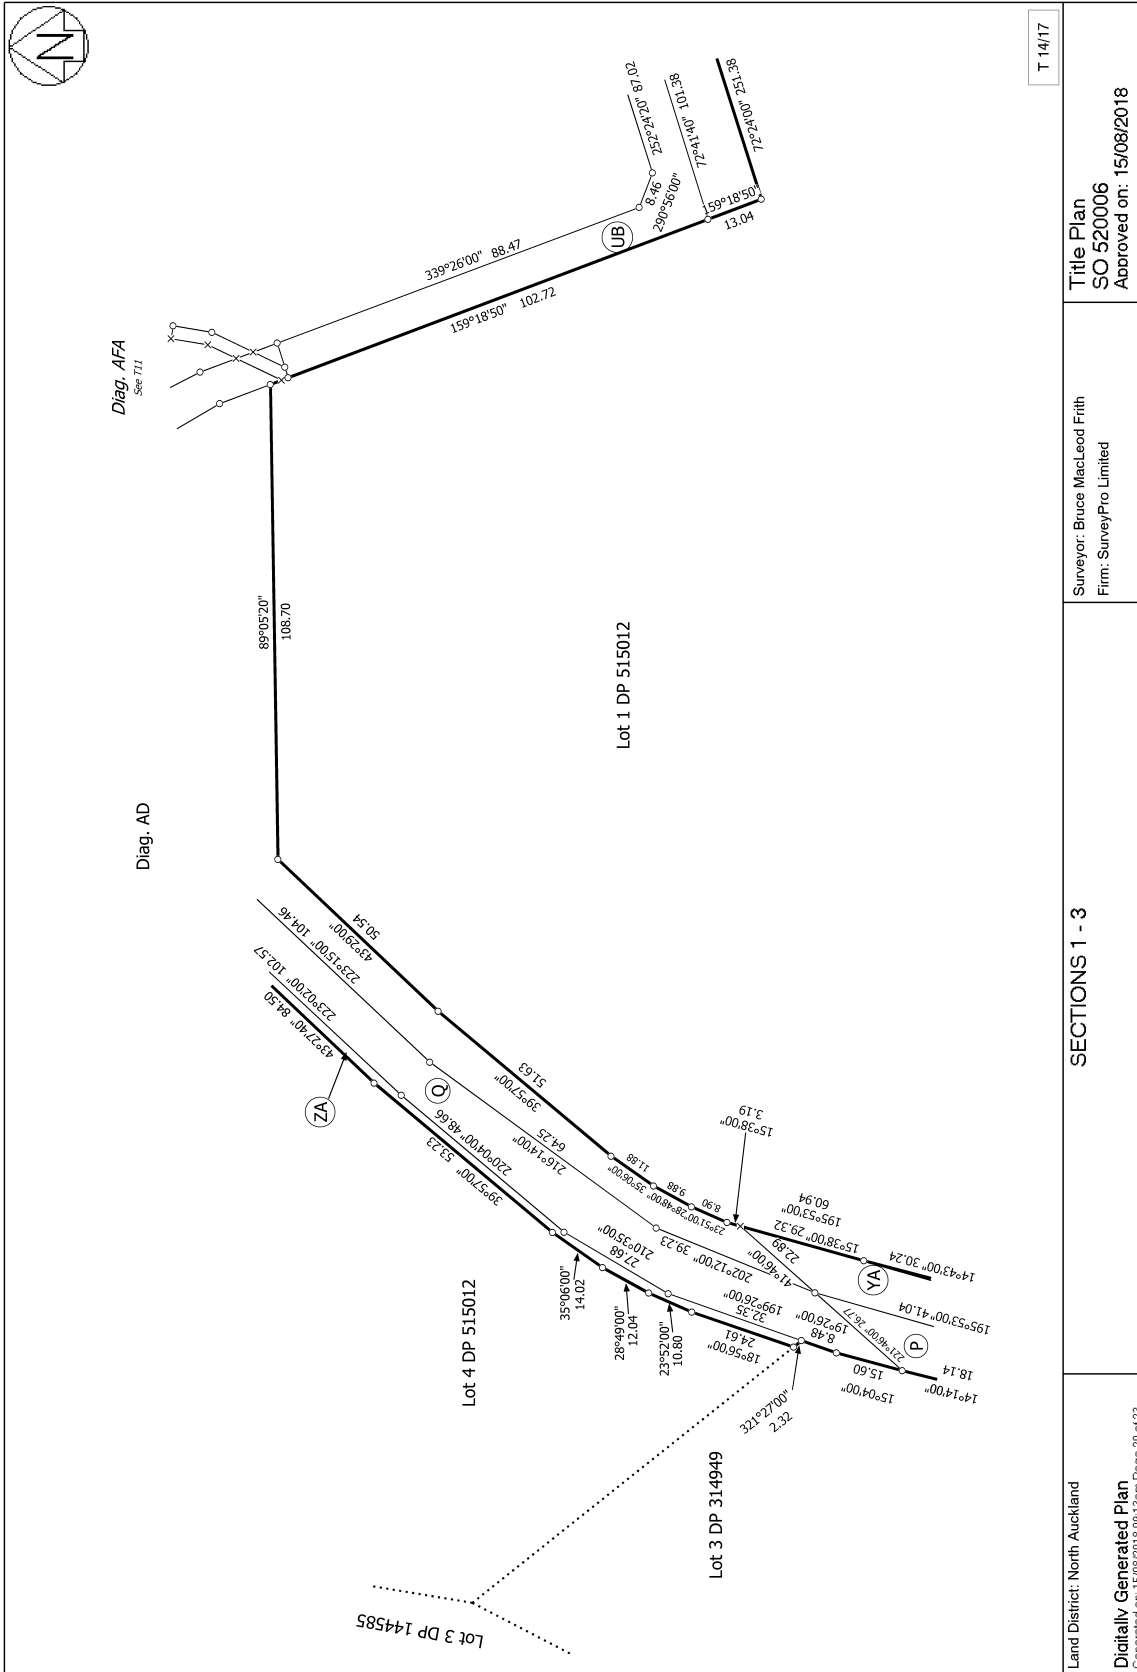 N
Diag. AFA
See T11
Diag. AD
89°05'20"
108.70
339°26'00" 88.47
159°18'50" 102.72
UB
8.46
290°56'00"
252°24'20" 87.02
72°41'40" 101.38
72°24'00" 251.38
159°18'50"
13.04
Lot 1 DP 515012
50.54
43°29'00"
223°15'00" 104.46
223°02'00" 102.57
43°27'40" 84.50
ZA
Q
51.63
39°57'00"
64.25
216°14'00"
220°04'00" 48.66
53.23
39°57'00"
11.88
35°06'00"
9.88
28°48'00"
8.90
23°51'00"
3.19
15°38'00"
210°35'00"
27.68
35°06'00"
14.02
28°49'00"
12.04
23°52'00"
10.80
39.23
202°12'00"
199°26'00"
32.35
24.61
18°56'00"
41°46'00"
22.89
60.94
195°53'00"
15°38'00" 29.32
YA
14°43'00" 30.24
195°53'00" 41.04
19°26'00"
8.48
221°46'00" 26.77
P
15.60
15°04'00"
18.14
14°14'00"
321°27'00"
2.32
Lot 4 DP 515012
Lot 3 DP 314949
Lot 3 DP 144585
T 14/17
Land District: North Auckland
Digitally Generated Plan
SECTIONS 1 - 3
Surveyor: Bruce MacLeod Frith
Firm: SurveyPro Limited
Title Plan
SO 520006
Approved on: 15/08/2018